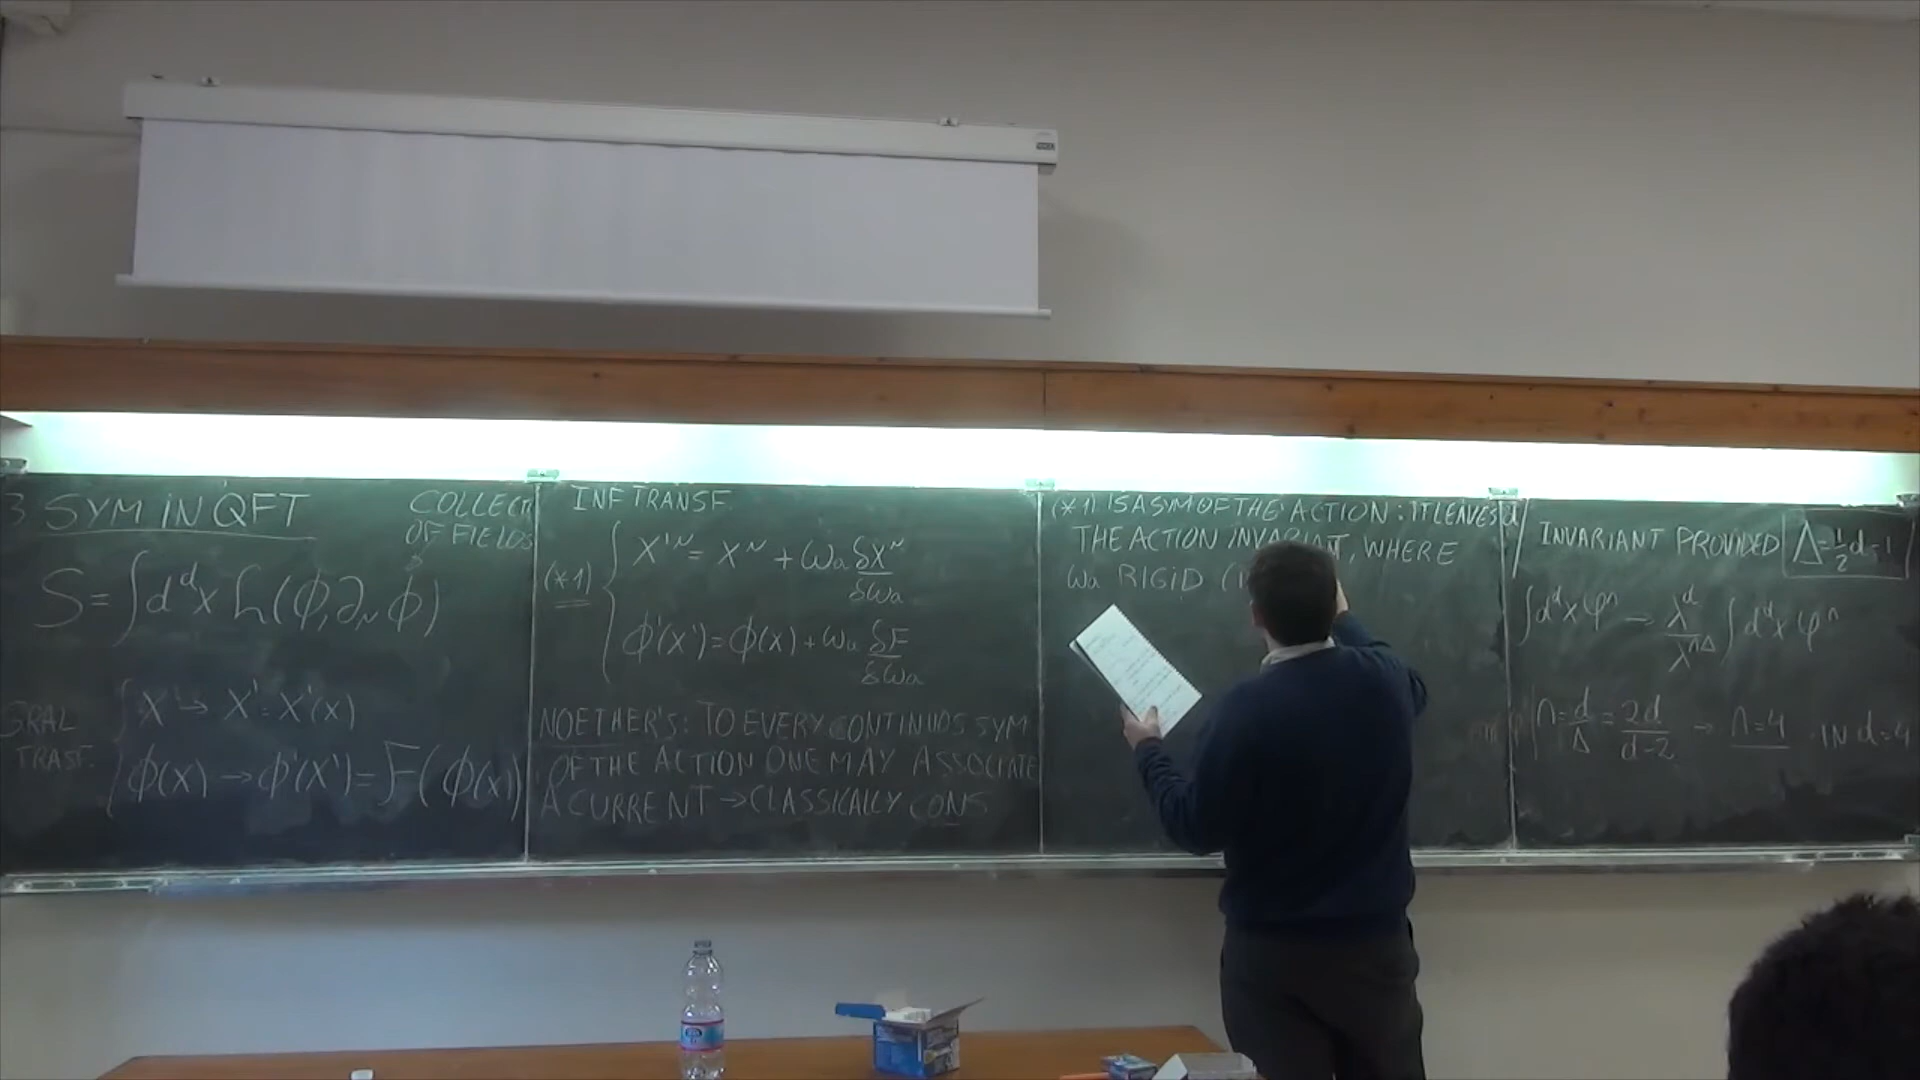 3 SYM IN QFT
COLLECT
OF FIELDS
S = ∫ d^d x L(ϕ, ∂_μ ϕ)
GRAL
TRASF.
X → X' = X'(x)
ϕ(x) → ϕ'(x') = F(ϕ(x))
INF TRANSF.
(*1)
X'^μ = X^μ + ω_a δX^μ/δω_a
ϕ'(x') = ϕ(x) + ω_a δF/δω_a
NOETHER'S: TO EVERY CONTINUOS SYM
OF THE ACTION ONE MAY ASSOCIATE
A CURRENT → CLASSICALLY CONS
(*1) IS A SYM OF THE ACTION: IT LEAVES
THE ACTION INVARIANT, WHERE
ω_a RIGID (
INVARIANT PROVIDED Δ = 1/2 d - 1
∫ d^d x φ^n → λ^d/λ^{nΔ} ∫ d^d x φ^n
n = d/Δ = 2d/(d-2) → n = 4 IN d = 4